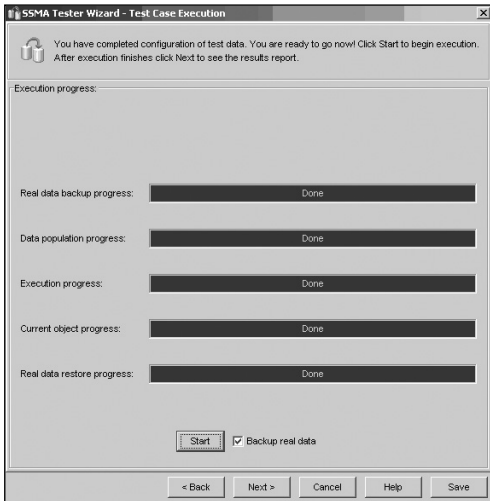 SSMA Tester Wizard - Test Case Execution
You have completed configuration of test data. You are ready to go now! Click Start to begin execution.
After execution finishes click Next to see the results report.
Execution progress:
Real data backup progress: Done
Data population progress: Done
Execution progress: Done
Current object progress: Done
Real data restore progress: Done
Start Backup real data
< Back Next > Cancel Help Save